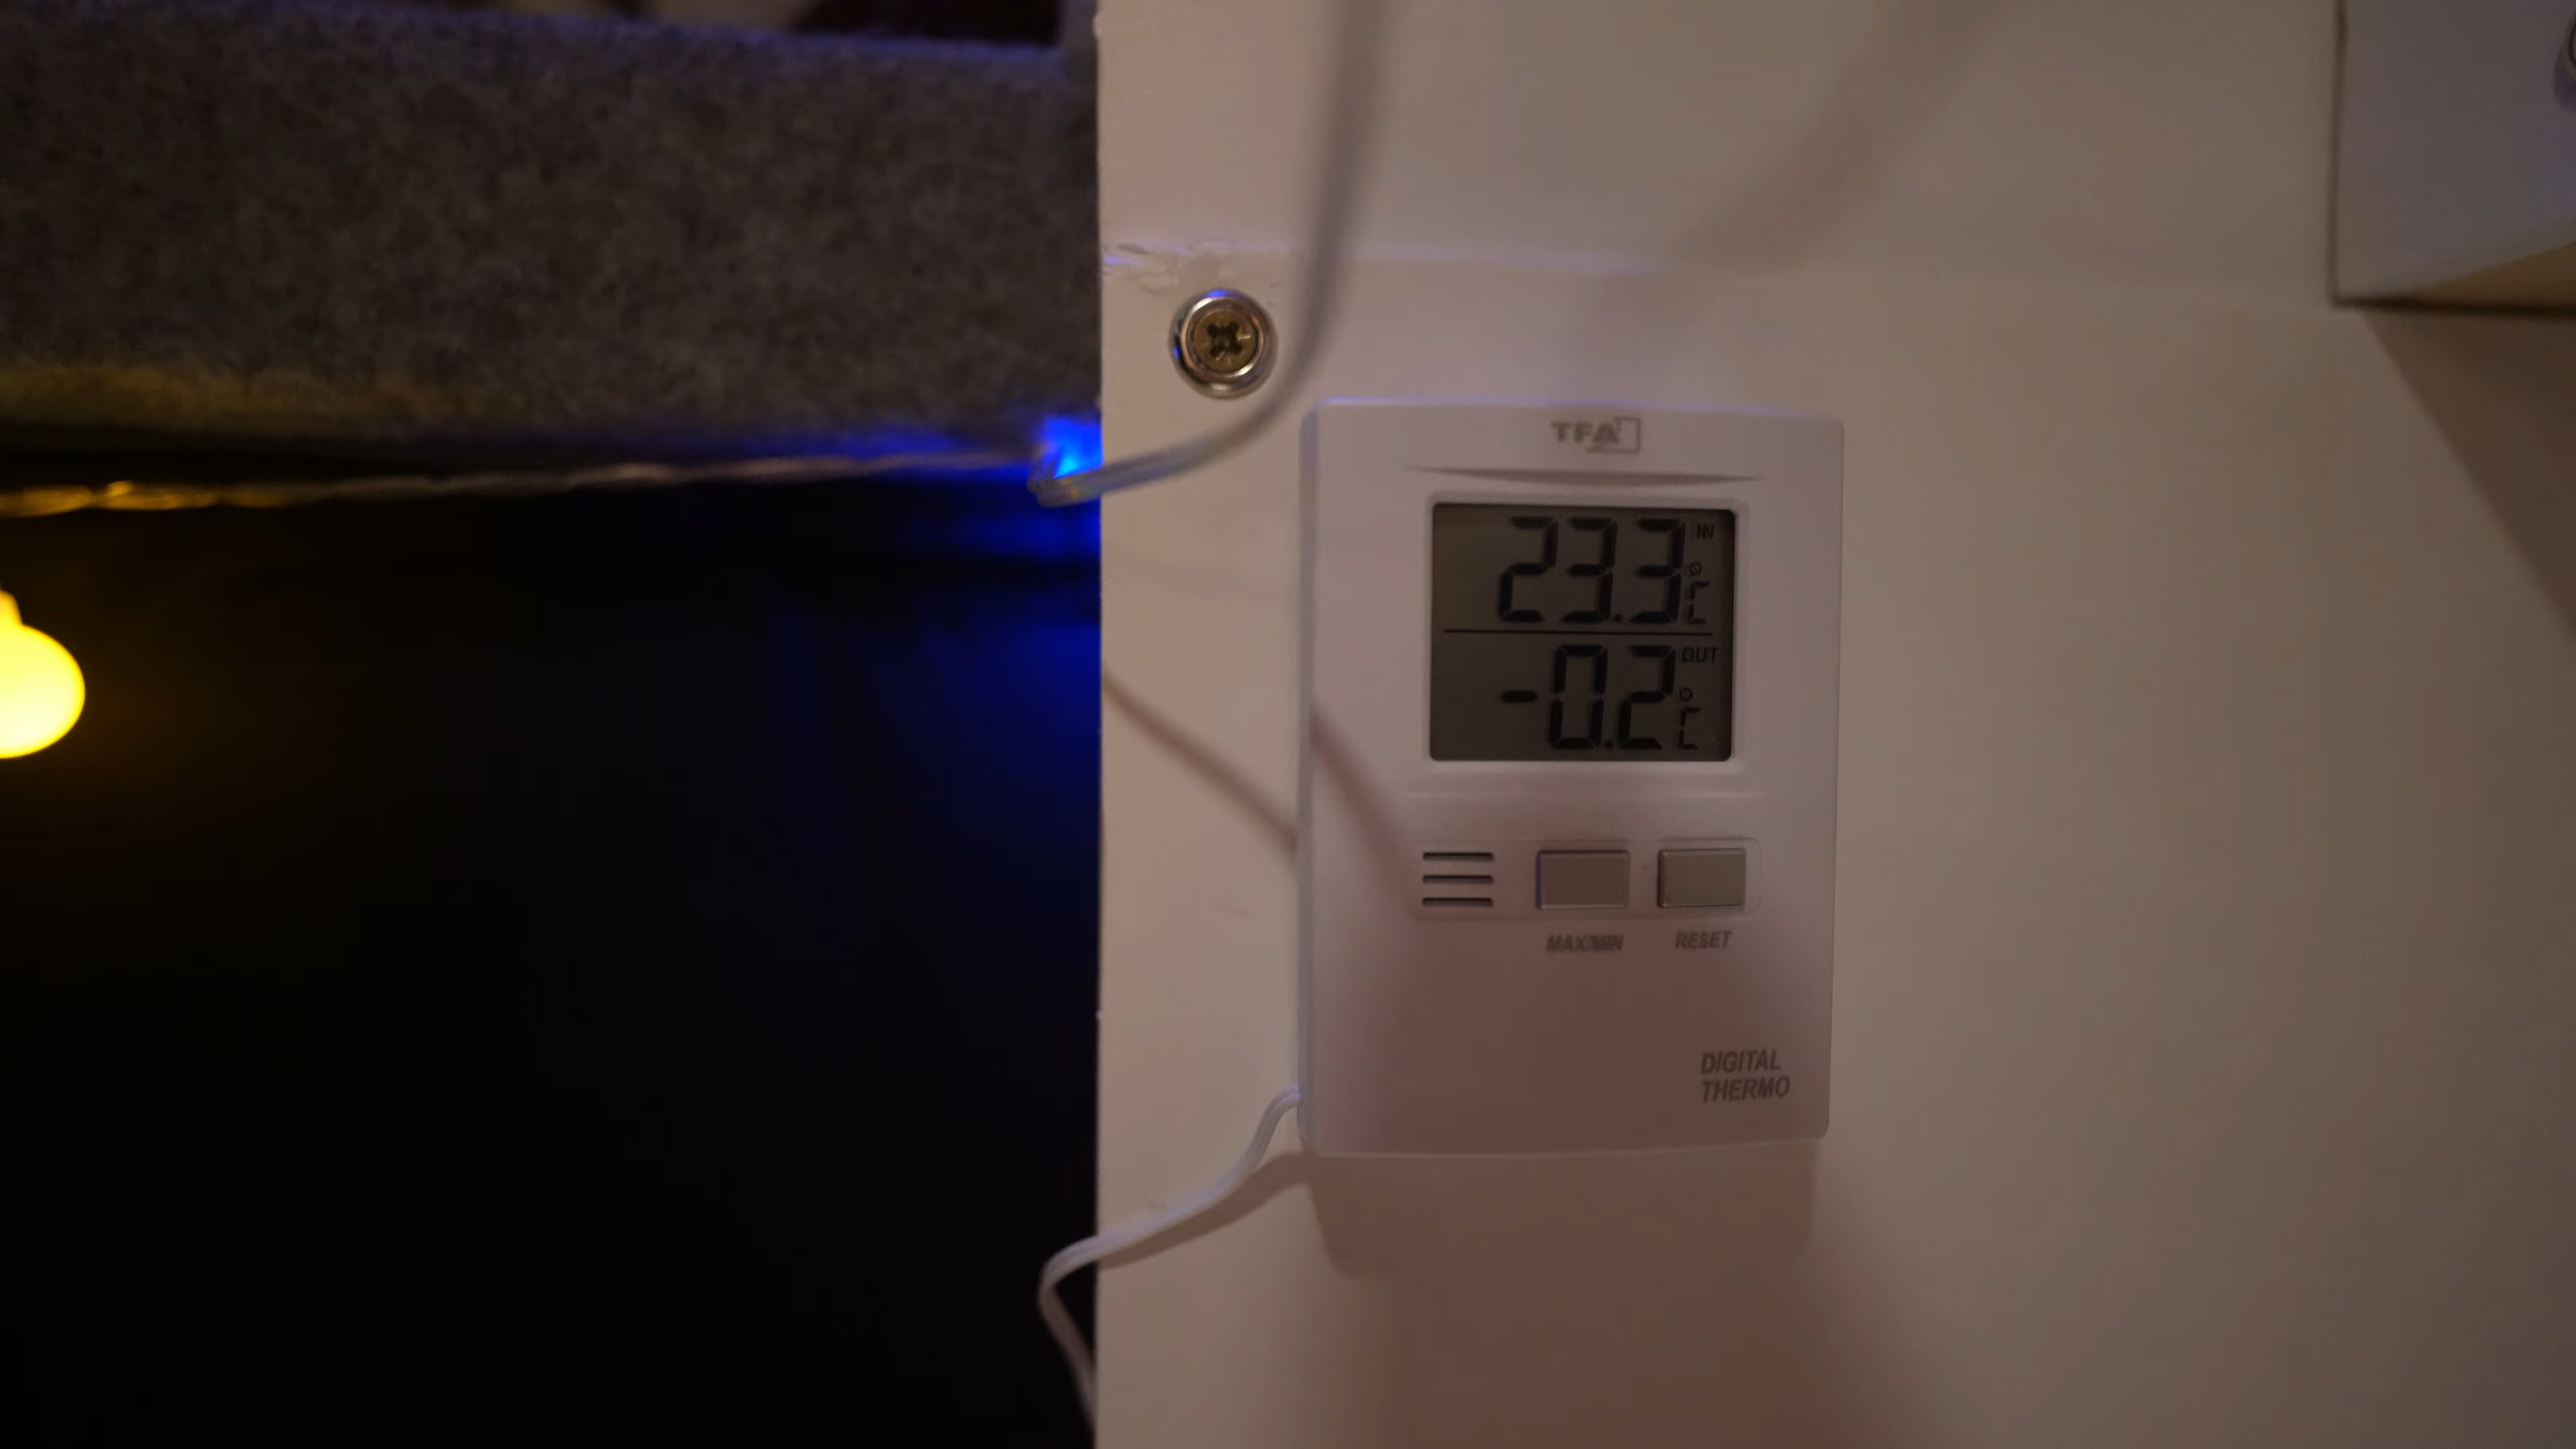 TFA
23.3 °C IN
-0.2 °C OUT
MAX/MIN RESET
DIGITAL
THERMO